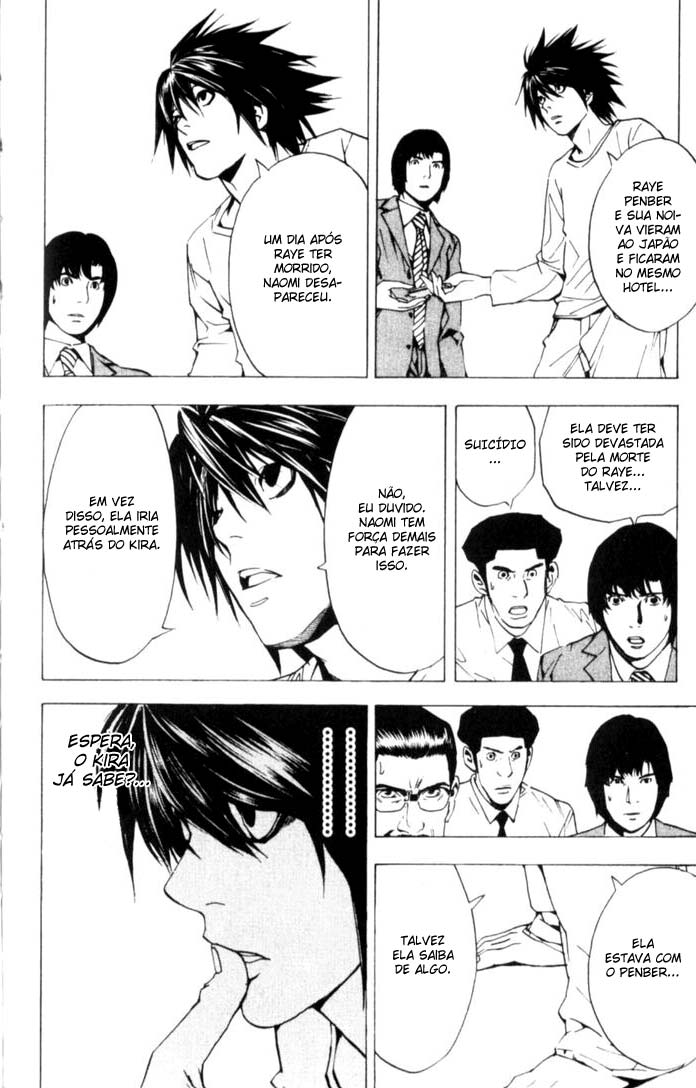 RAYE
PENBER
E SUA NOI-
VA VIERAM
AO JAPÃO
E FICARAM
NO MESMO
HOTEL...
UM DIA APÓS
RAYE TER
MORRIDO,
NAOMI DESA-
PARECEU.
ELA DEVE TER
SIDO DEVASTADA
PELA MORTE
DO RAYE...
TALVEZ...
SUICÍDIO
...
NÃO,
EU DUVIDO.
NAOMI TEM
FORÇA DEMAIS
PARA FAZER
ISSO.
EM VEZ
DISSO, ELA IRIA
PESSOALMENTE
ATRÁS DO KIRA.
ELA
ESTAVA COM
O PENBER...
TALVEZ
ELA SAIBA
DE ALGO.
ESPERA,
O KIRA
JÁ SABE?...